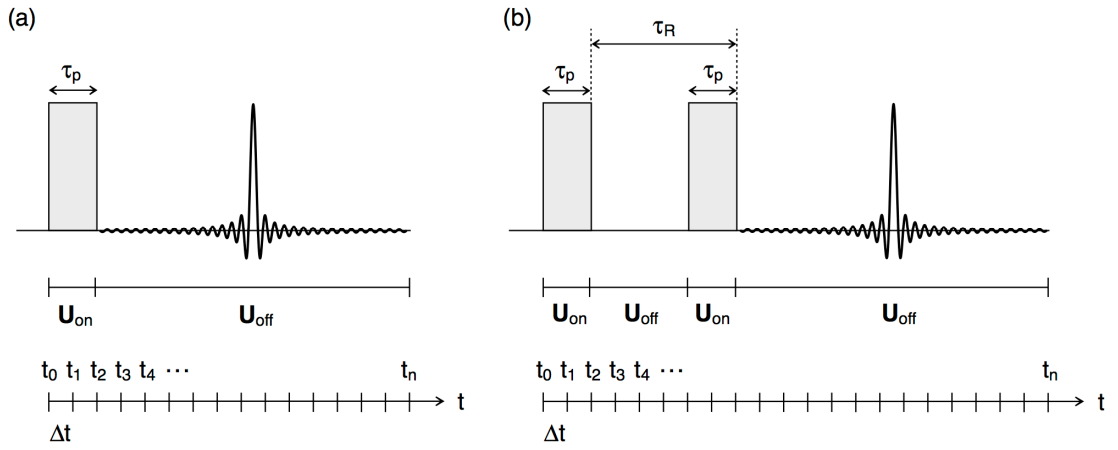 (a)
τp
Uon Uoff
t0 t1 t2 t3 t4 ··· tn
t
Δt
(b)
τR
τp τp
Uon Uoff Uon Uoff
t0 t1 t2 t3 t4 ··· tn
t
Δt